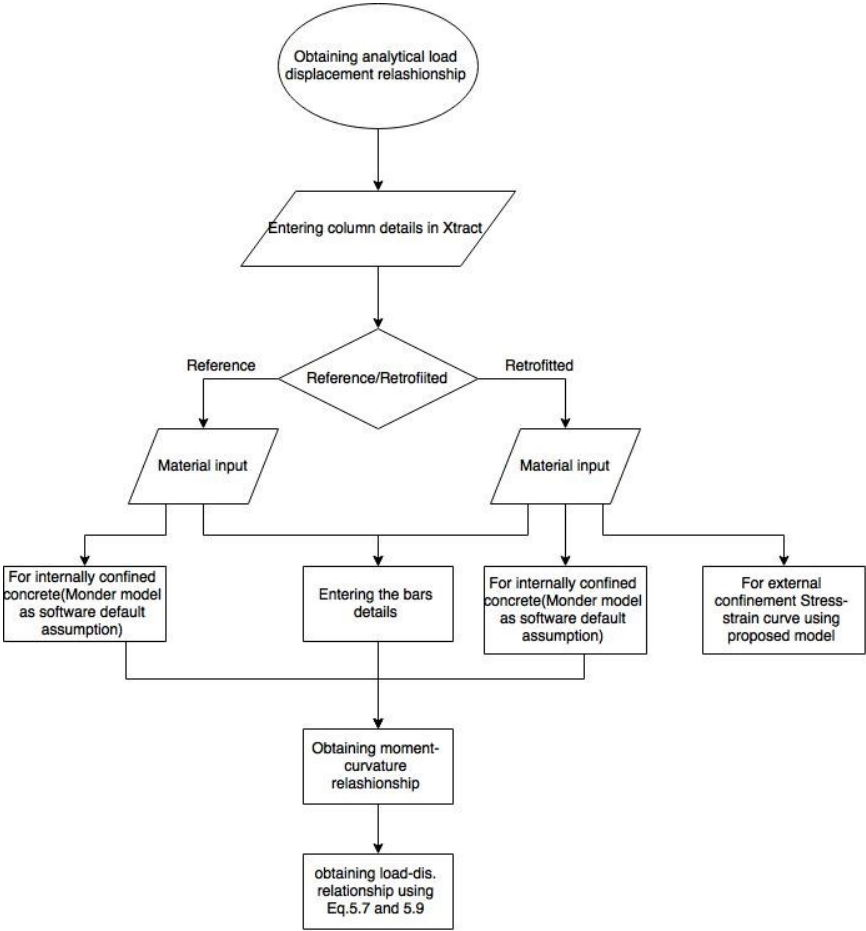 Obtaining analytical load
displacement relashionship
Entering column details in Xtract
Reference
Reference/Retrofiited
Retrofitted
Material input
Material input
For internally confined
concrete(Monder model
as software default
assumption)
Entering the bars
details
For internally confined
concrete(Monder model
as software default
assumption)
For external
confinement Stress-
strain curve using
proposed model
Obtaining moment-
curvature
relashionship
obtaining load-dis.
relationship using
Eq.5.7 and 5.9